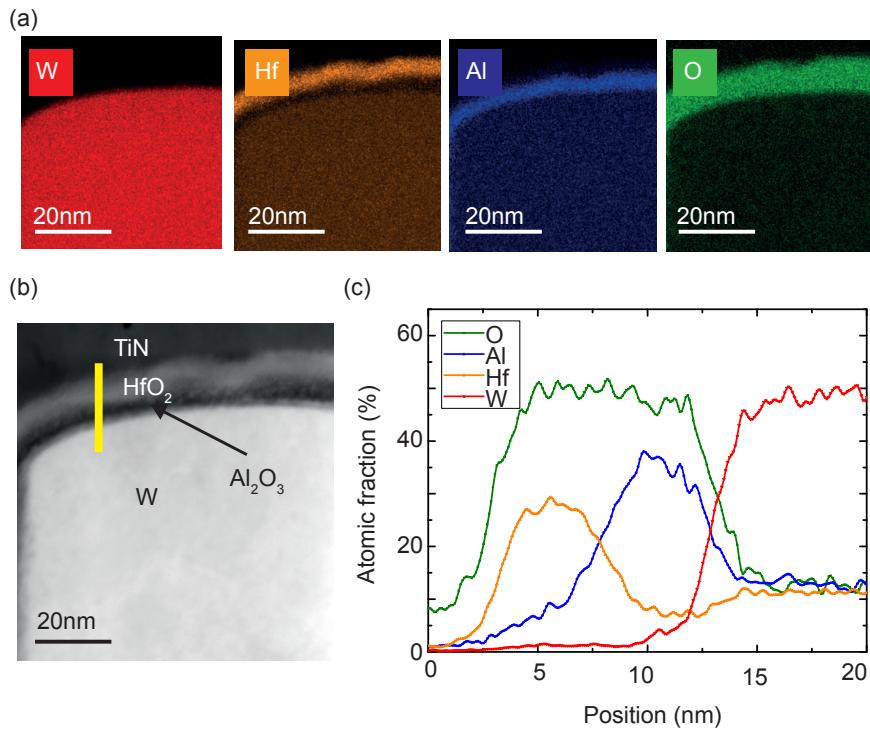 (a)
W
Hf
Al
O
20nm
20nm
20nm
20nm
(b)
TiN
HfO₂
Al₂O₃
W
20nm
(c)
60
40
20
0
O
Al
Hf
W
Atomic fraction (%)
0
5
10
15
20
Position (nm)